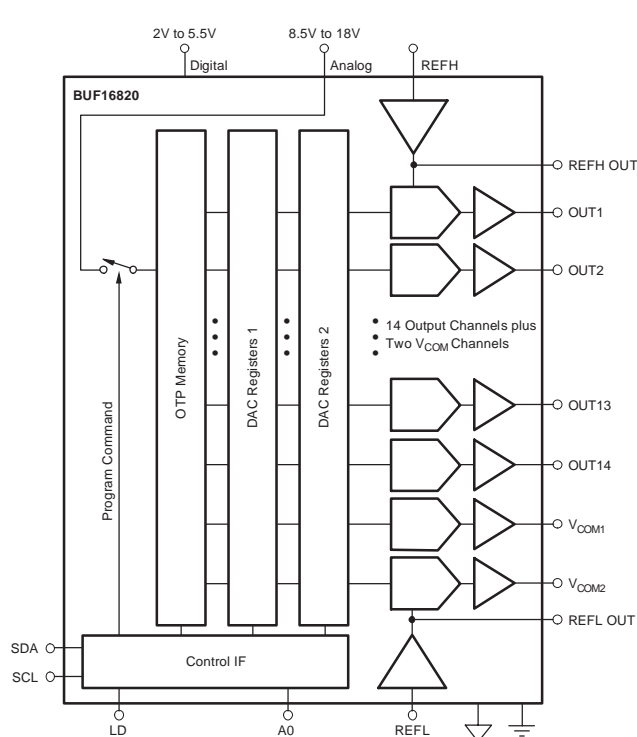 2V to 5.5V
8.5V to 18V
Digital
Analog
REFH
BUF16820
REFH OUT
OUT1
OUT2
OTP Memory
DAC Registers 1
DAC Registers 2
14 Output Channels plus
Two VCOM Channels
Program Command
OUT13
OUT14
VCOM1
VCOM2
REFL OUT
SDA
SCL
Control IF
LD
A0
REFL